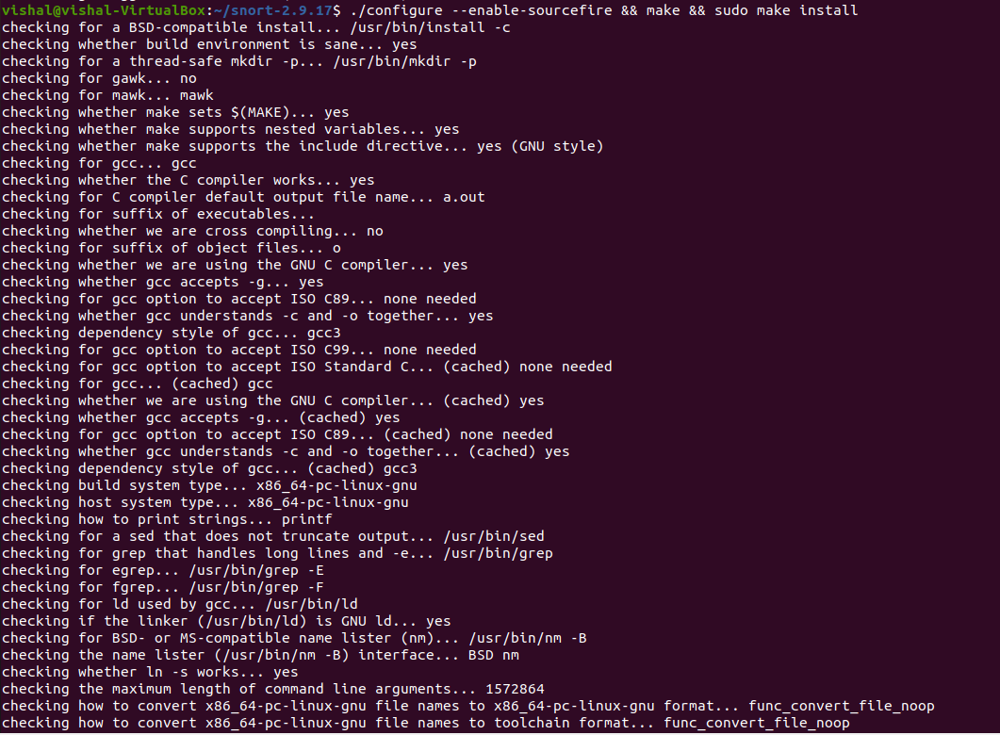 vishal@vishal-VirtualBox:~/snort-2.9.17$ ./configure --enable-sourcefire && make && sudo make install
checking for a BSD-compatible install... /usr/bin/install -c
checking whether build environment is sane... yes
checking for a thread-safe mkdir -p... /usr/bin/mkdir -p
checking for gawk... no
checking for mawk... mawk
checking whether make sets $(MAKE)... yes
checking whether make supports nested variables... yes
checking whether make supports the include directive... yes (GNU style)
checking for gcc... gcc
checking whether the C compiler works... yes
checking for C compiler default output file name... a.out
checking for suffix of executables...
checking whether we are cross compiling... no
checking for suffix of object files... o
checking whether we are using the GNU C compiler... yes
checking whether gcc accepts -g... yes
checking for gcc option to accept ISO C89... none needed
checking whether gcc understands -c and -o together... yes
checking dependency style of gcc... gcc3
checking for gcc option to accept ISO C99... none needed
checking for gcc option to accept ISO Standard C... (cached) none needed
checking for gcc... (cached) gcc
checking whether we are using the GNU C compiler... (cached) yes
checking whether gcc accepts -g... (cached) yes
checking for gcc option to accept ISO C89... (cached) none needed
checking whether gcc understands -c and -o together... (cached) yes
checking dependency style of gcc... (cached) gcc3
checking build system type... x86_64-pc-linux-gnu
checking host system type... x86_64-pc-linux-gnu
checking how to print strings... printf
checking for a sed that does not truncate output... /usr/bin/sed
checking for grep that handles long lines and -e... /usr/bin/grep
checking for egrep... /usr/bin/grep -E
checking for fgrep... /usr/bin/grep -F
checking for ld used by gcc... /usr/bin/ld
checking if the linker (/usr/bin/ld) is GNU ld... yes
checking for BSD- or MS-compatible name lister (nm)... /usr/bin/nm -B
checking the name lister (/usr/bin/nm -B) interface... BSD nm
checking whether ln -s works... yes
checking the maximum length of command line arguments... 1572864
checking how to convert x86_64-pc-linux-gnu file names to x86_64-pc-linux-gnu format... func_convert_file_noop
checking how to convert x86_64-pc-linux-gnu file names to toolchain format... func_convert_file_noop